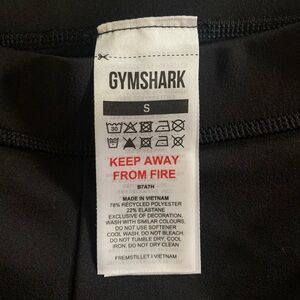 GYMSHARK
S
30
KEEP AWAY
FROM FIRE
B7A7H
MADE IN VIETNAM
78% RECYCLED POLYESTER
22% ELASTANE
EXCLUSIVE OF DECORATION
WASH WITH SIMILAR COLOURS,
DO NOT USE SOFTENER
COOL WASH, DO NOT BLEACH,
DO NOT TUMBLE DRY, COOL
IRON, DO NOT DRY CLEAN
FREMSTILLET I VIETNAM